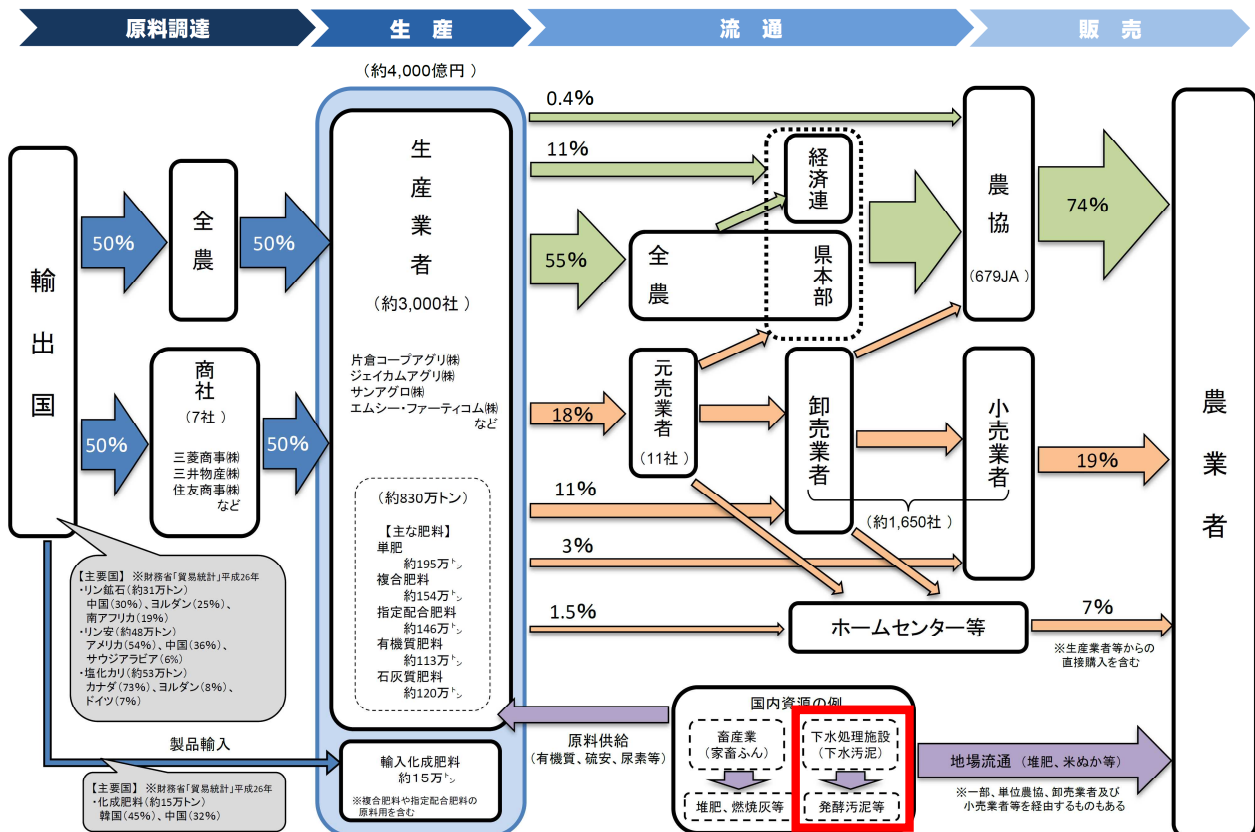 原料調達
生産
流通
販売
(約4,000億円)
輸出国
50%
全農
50%
50%
商社
(7社)
三菱商事㈱
三井物産㈱
住友商事㈱
など
50%
【主要国】 ※財務省「貿易統計」平成26年
・リン鉱石(約31万トン)
中国(30%)、ヨルダン(25%)、
南アフリカ(19%)
・リン安(約48万トン)
アメリカ(54%)、中国(36%)、
サウジアラビア(6%)
・塩化カリ(約53万トン)
カナダ(73%)、ヨルダン(8%)、
ドイツ(7%)
製品輸入
【主要国】 ※財務省「貿易統計」平成26年
・化成肥料(約15万トン)
韓国(45%)、中国(32%)
生産業者
(約3,000社)
片倉コープアグリ㈱
ジェイカムアグリ㈱
サンアグロ㈱
エムシー・ファーティコム㈱
など
(約830万トン)
【主な肥料】
単肥
約195万㌧
複合肥料
約154万㌧
指定配合肥料
約146万㌧
有機質肥料
約113万㌧
石灰質肥料
約120万㌧
輸入化成肥料
約15万㌧
※複合肥料や指定配合肥料の
原料用を含む
0.4%
11%
55%
18%
11%
3%
1.5%
経済連
全農
県本部
元売業者
(11社)
卸売業者
小売業者
(約1,650社)
ホームセンター等
農協
(679JA)
74%
19%
7%
※生産業者等からの
直接購入を含む
農業者
原料供給
(有機質、硫安、尿素等)
国内資源の例
畜産業
(家畜ふん)
堆肥、燃焼灰等
下水処理施設
(下水汚泥)
発酵汚泥等
地場流通(堆肥、米ぬか等)
※一部、単位農協、卸売業者及び
小売業者等を経由するものもある